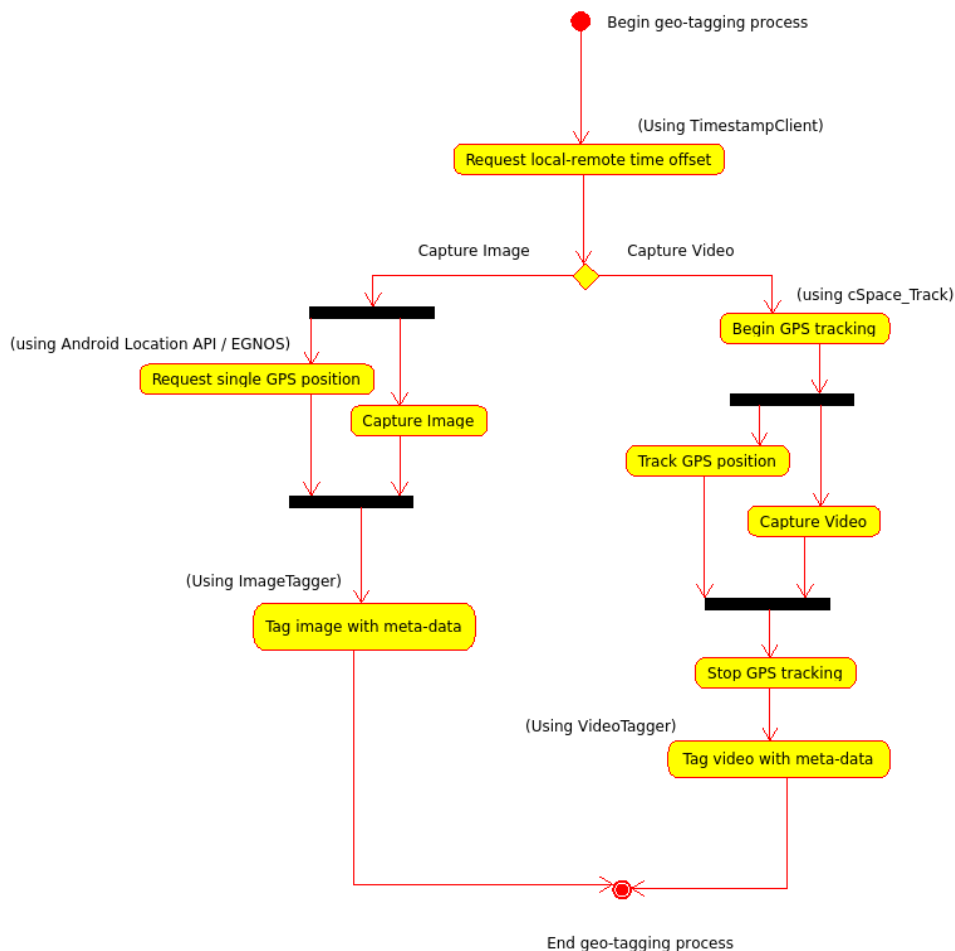 Begin geo-tagging process
(Using TimestampClient)
Request local-remote time offset
Capture Image
Capture Video
(using cSpace_Track)
Begin GPS tracking
(using Android Location API / EGNOS)
Request single GPS position
Capture Image
Track GPS position
Capture Video
(Using ImageTagger)
Tag image with meta-data
Stop GPS tracking
(Using VideoTagger)
Tag video with meta-data
End geo-tagging process